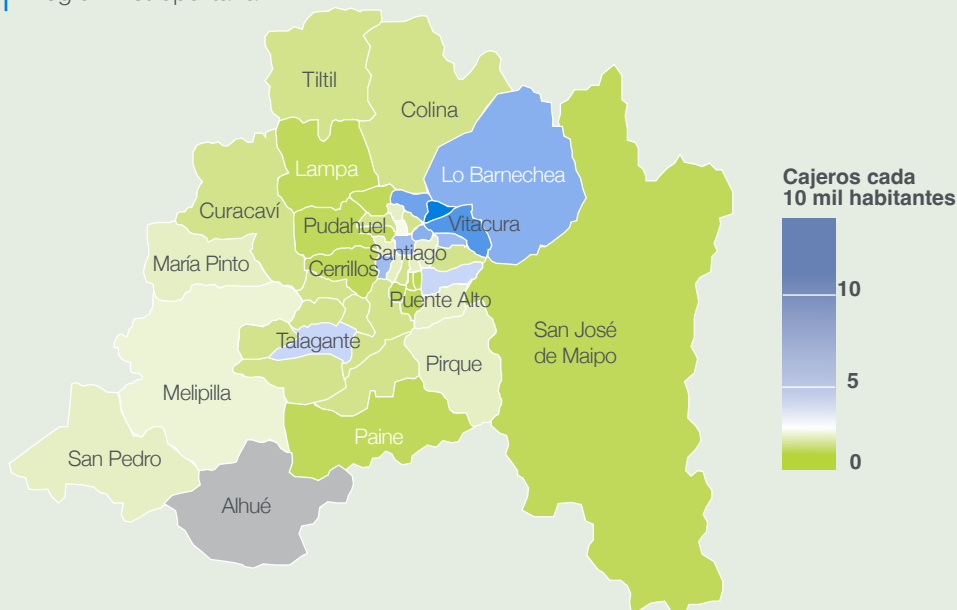 Tiltil
Colina
Lampa
Lo Barnechea
Cajeros cada
10 mil habitantes
Curacaví
Pudahuel
Vitacura
Santiago
María Pinto
Cerrillos
10
Puente Alto
San José
de Maipo
Talagante
Pirque
5
Melipilla
Paine
San Pedro
0
Alhué